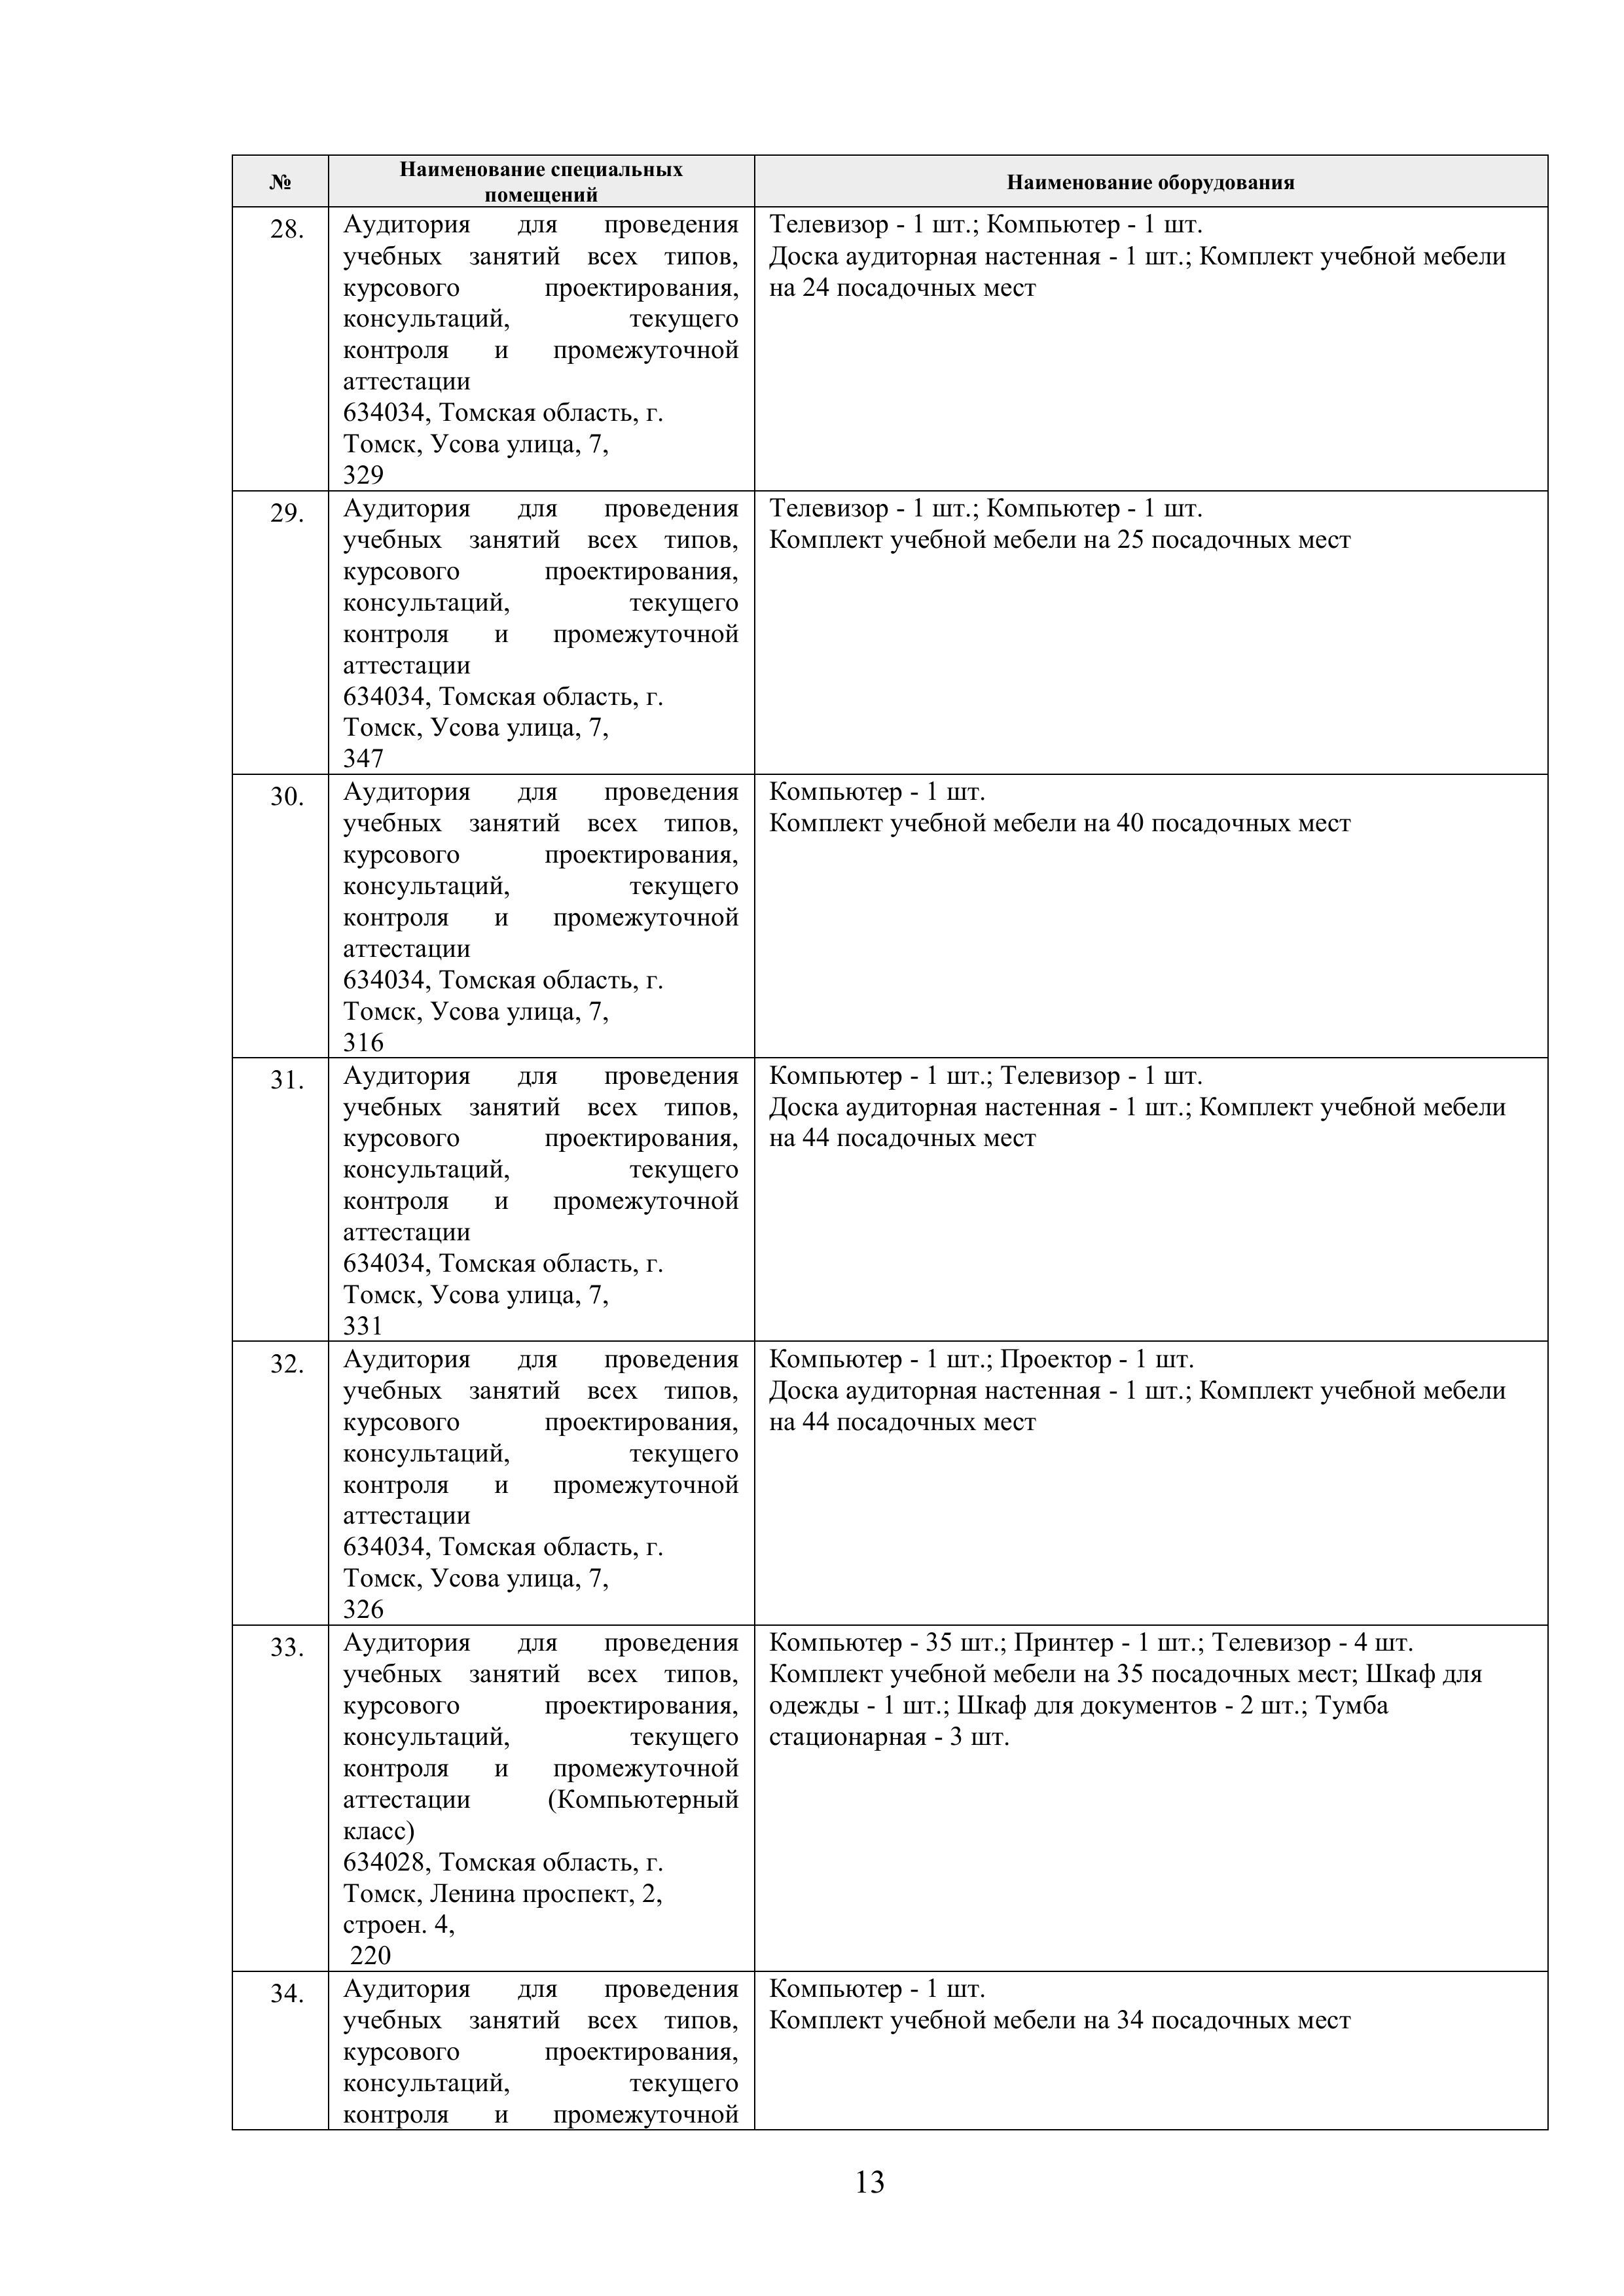 №
Наименование специальных
помещений
Наименование оборудования
28.
Аудитория для проведения
учебных занятий всех типов,
курсового проектирования,
консультаций, текущего
контроля и промежуточной
аттестации
634034, Томская область, г.
Томск, Усова улица, 7,
329
Телевизор - 1 шт.; Компьютер - 1 шт.
Доска аудиторная настенная - 1 шт.; Комплект учебной мебели
на 24 посадочных мест
29.
Аудитория для проведения
учебных занятий всех типов,
курсового проектирования,
консультаций, текущего
контроля и промежуточной
аттестации
634034, Томская область, г.
Томск, Усова улица, 7,
347
Телевизор - 1 шт.; Компьютер - 1 шт.
Комплект учебной мебели на 25 посадочных мест
30.
Аудитория для проведения
учебных занятий всех типов,
курсового проектирования,
консультаций, текущего
контроля и промежуточной
аттестации
634034, Томская область, г.
Томск, Усова улица, 7,
316
Компьютер - 1 шт.
Комплект учебной мебели на 40 посадочных мест
31.
Аудитория для проведения
учебных занятий всех типов,
курсового проектирования,
консультаций, текущего
контроля и промежуточной
аттестации
634034, Томская область, г.
Томск, Усова улица, 7,
331
Компьютер - 1 шт.; Телевизор - 1 шт.
Доска аудиторная настенная - 1 шт.; Комплект учебной мебели
на 44 посадочных мест
32.
Аудитория для проведения
учебных занятий всех типов,
курсового проектирования,
консультаций, текущего
контроля и промежуточной
аттестации
634034, Томская область, г.
Томск, Усова улица, 7,
326
Компьютер - 1 шт.; Проектор - 1 шт.
Доска аудиторная настенная - 1 шт.; Комплект учебной мебели
на 44 посадочных мест
33.
Аудитория для проведения
учебных занятий всех типов,
курсового проектирования,
консультаций, текущего
контроля и промежуточной
аттестации (Компьютерный
класс)
634028, Томская область, г.
Томск, Ленина проспект, 2,
строен. 4,
220
Компьютер - 35 шт.; Принтер - 1 шт.; Телевизор - 4 шт.
Комплект учебной мебели на 35 посадочных мест; Шкаф для
одежды - 1 шт.; Шкаф для документов - 2 шт.; Тумба
стационарная - 3 шт.
34.
Аудитория для проведения
учебных занятий всех типов,
курсового проектирования,
консультаций, текущего
контроля и промежуточной
Компьютер - 1 шт.
Комплект учебной мебели на 34 посадочных мест
13